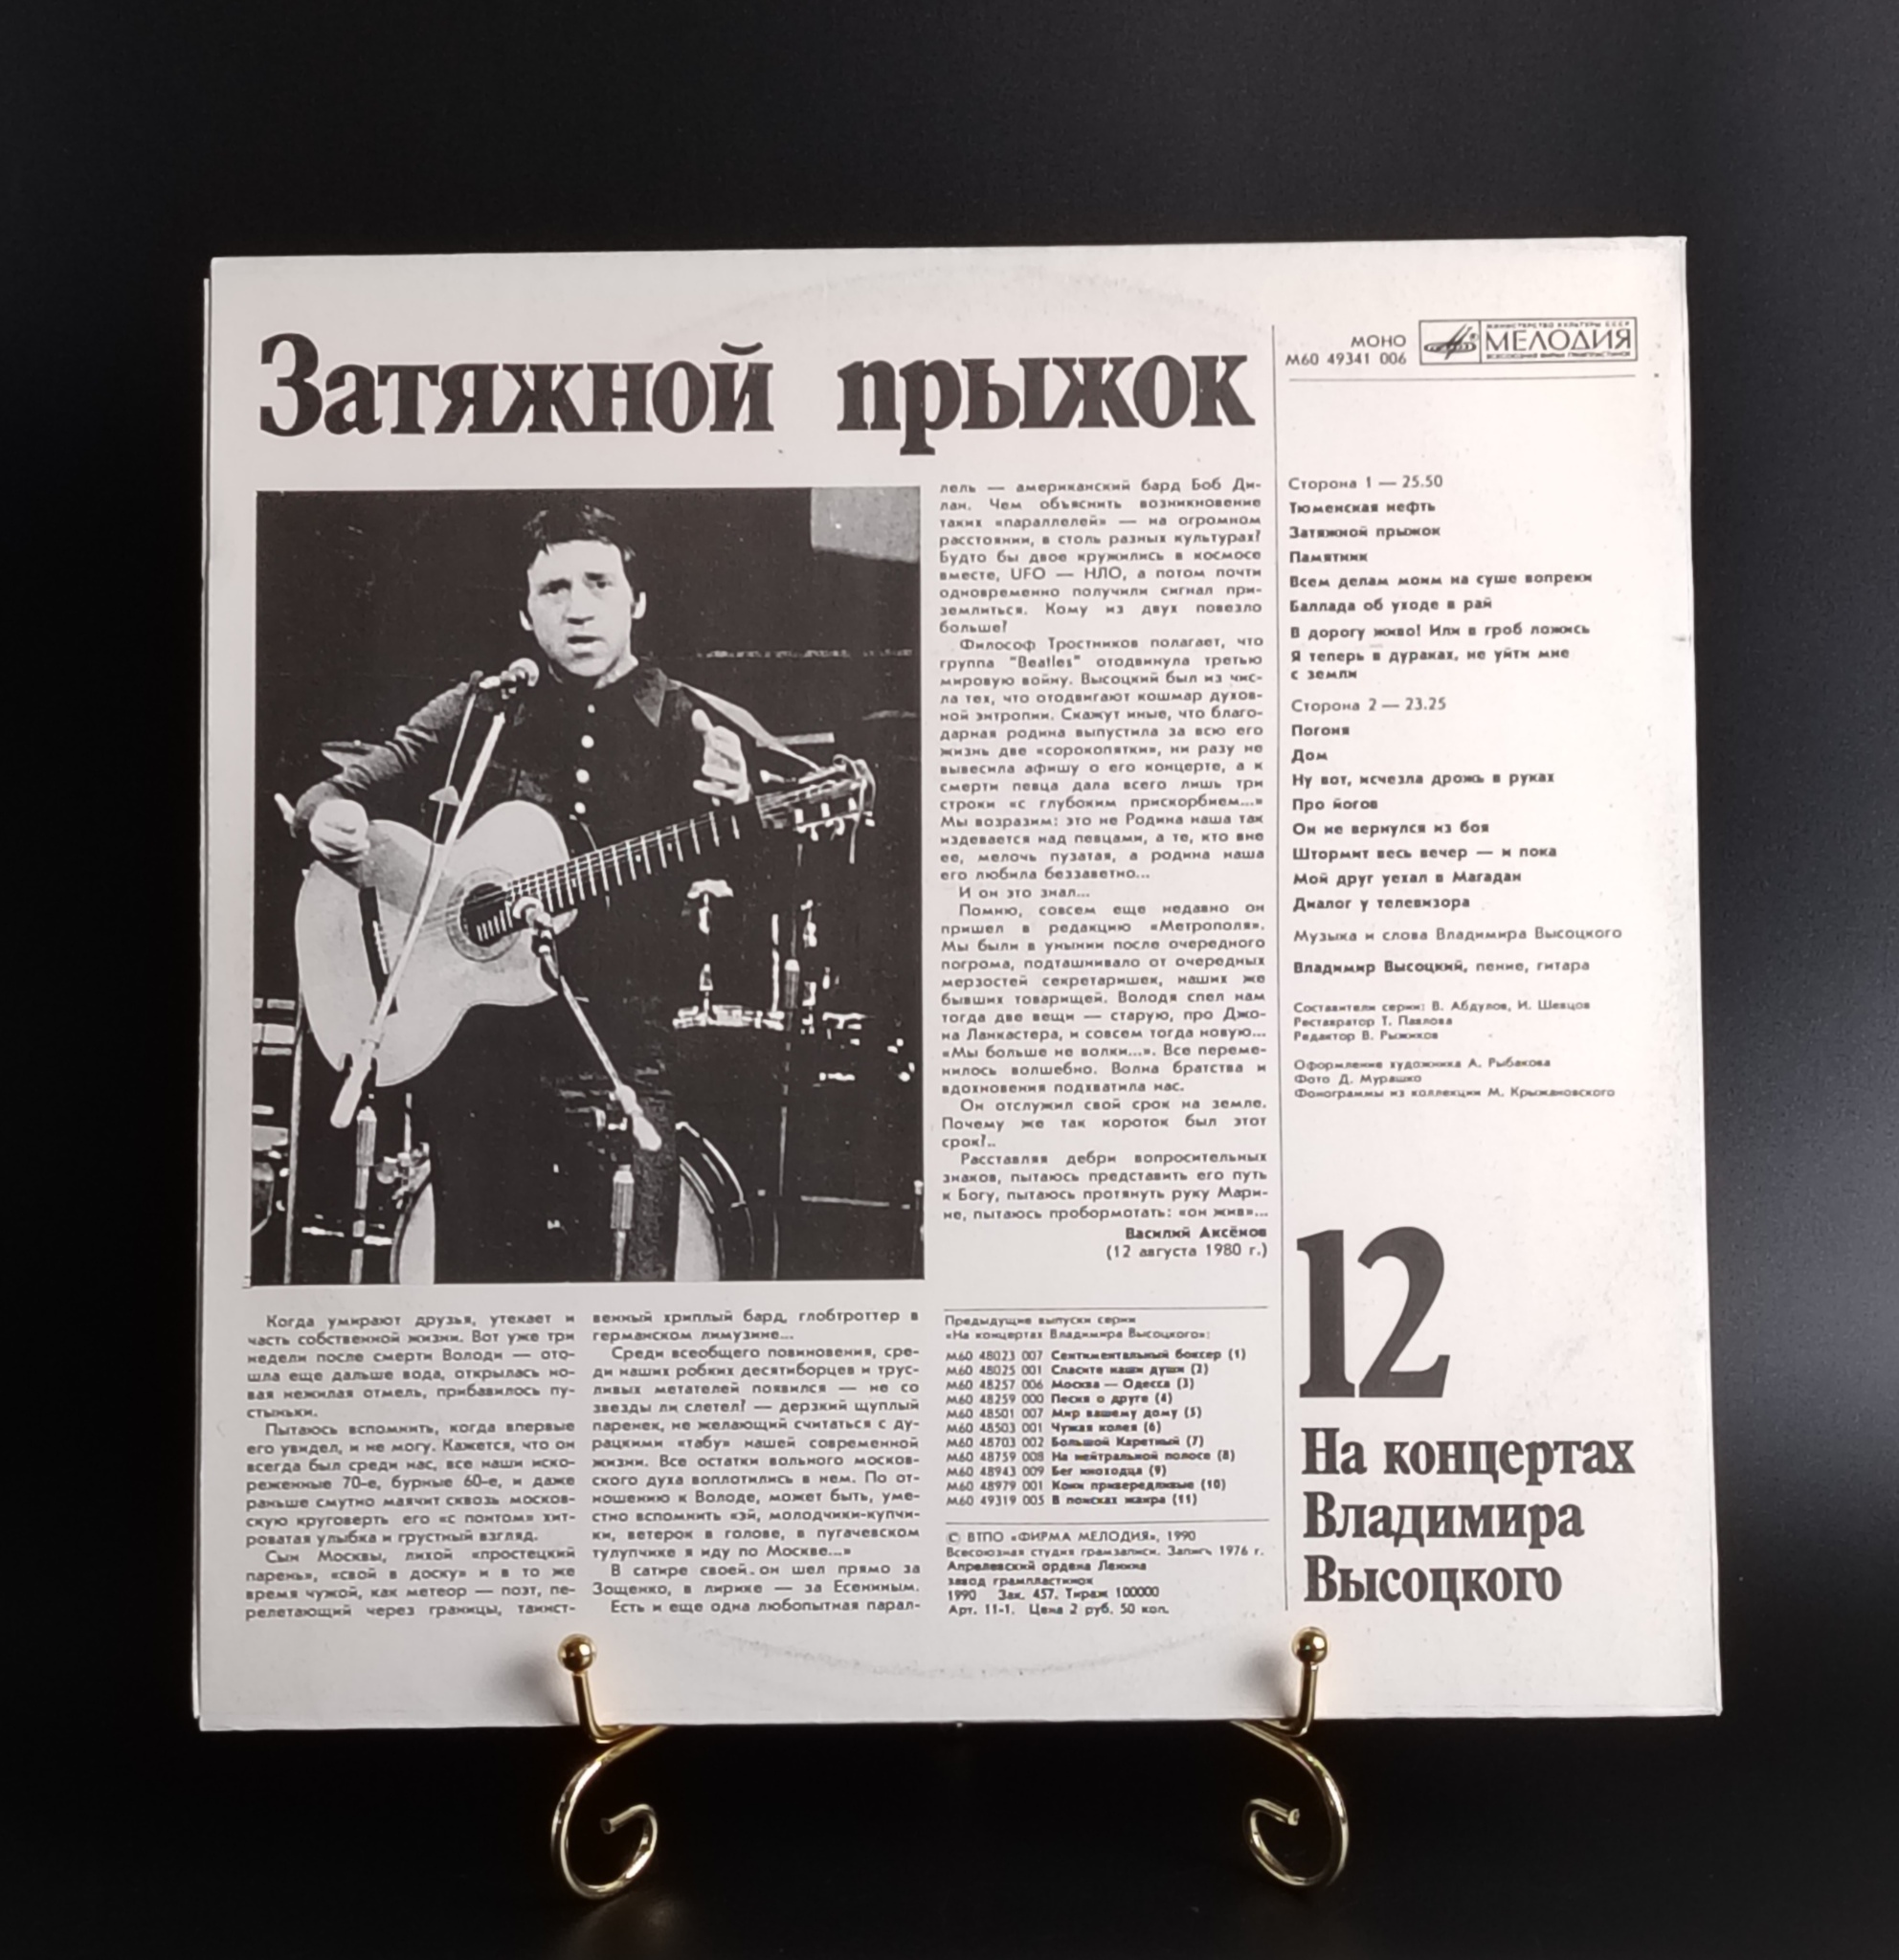 Затяжной прыжок
МОНО
М60 49341 006
МИНИСТЕРСТВО КУЛЬТУРЫ СССР
МЕЛОДИЯ
ВСЕСОЮЗНАЯ ФИРМА ГРАМПЛАСТИНОК
Когда умирают друзья, утекает и
часть собственной жизни. Вот уже три
недели после смерти Володи — ото-
шла еще дальше вода, открылась но-
вая нежилая отмель, прибавилось пу-
стыньки.
Пытаюсь вспомнить, когда впервые
его увидел, и не могу. Кажется, что он
всегда был среди нас, все наши иско-
реженные 70-е, бурные 60-е, и даже
раньше смутно маячит сквозь москов-
скую круговерть его «с понтом» хит-
роватая улыбка и грустный взгляд.
Сын Москвы, лихой «простецкий
парень», «свой в доску» и в то же
время чужой, как метеор — поэт, пе-
релетающий через границы, таинст-
венный хриплый бард, глобтроттер в
германском лимузине...
Среди всеобщего повиновения, сре-
ди наших робких десятиборцев и трус-
ливых метателей появился — не со
звезды ли слетел? — дерзкий щуплый
паренек, не желающий считаться с ду-
рацкими «табу» нашей современной
жизни. Все остатки вольного москов-
ского духа воплотились в нем. По от-
ношению к Володе, может быть, уме-
стно вспомнить «эй, молодчики-купчи-
ки, ветерок в голове, в пугачевском
тулупчике я иду по Москве...»
В сатире своей он шел прямо за
Зощенко, в лирике — за Есениным.
Есть и еще одна любопытная парал-
лель — американский бард Боб Ди-
лан. Чем объяснить возникновение
таких «параллелей» — на огромном
расстоянии, в столь разных культурах?
Будто бы двое кружились в космосе
вместе, UFO — НЛО, а потом почти
одновременно получили сигнал при-
землиться. Кому из двух повезло
больше?
Философ Тростников полагает, что
группа "Beatles" отодвинула третью
мировую войну. Высоцкий был из чис-
ла тех, что отодвигают кошмар духов-
ной энтропии. Скажут иные, что благо-
дарная родина выпустила за всю его
жизнь две «сорокопятки», ни разу не
вывесила афишу о его концерте, а к
смерти певца дала всего лишь три
строки «с глубоким прискорбием...»
Мы возразим: это не Родина наша так
издевается над певцами, а те, кто вне
ее, мелочь пузатая, а родина наша
его любила беззаветно...
И он это знал...
Помню, совсем еще недавно он
пришел в редакцию «Метрополя».
Мы были в унынии после очередного
погрома, подташнивало от очередных
мерзостей секретаришек, наших же
бывших товарищей. Володя спел нам
тогда две вещи — старую, про Джо-
на Ланкастера, и совсем тогда новую...
«Мы больше не волки...». Все переме-
нилось волшебно. Волна братства и
вдохновения подхватила нас.
Он отслужил свой срок на земле.
Почему же так короток был этот
срок?..
Расставляя дебри вопросительных
знаков, пытаюсь представить его путь
к Богу, пытаюсь протянуть руку Мари-
не, пытаюсь пробормотать: «он жив»...
Василий Аксёнов
(12 августа 1980 г.)
Предыдущие выпуски серии
«На концертах Владимира Высоцкого»:
М60 48023 007 Сентиментальный боксер (1)
М60 48025 001 Спасите наши души (2)
М60 48257 006 Москва — Одесса (3)
М60 48259 000 Песня о друге (4)
М60 48501 007 Мир вашему дому (5)
М60 48503 001 Чужая колея (6)
М60 48703 002 Большой Каретный (7)
М60 48759 008 На нейтральной полосе (8)
М60 48943 009 Бег иноходца (9)
М60 48979 001 Кони привередливые (10)
М60 49319 005 В поисках жанра (11)
© ВТПО «ФИРМА МЕЛОДИЯ», 1990
Всесоюзная студия грамзаписи. Запись 1976 г.
Апрелевский ордена Ленина
завод грампластинок
1990 Зак. 457. Тираж 100000
Арт. 11-1. Цена 2 руб. 50 коп.
Сторона 1 — 25.50
Тюменская нефть
Затяжной прыжок
Памятник
Всем делам моим на суше вопреки
Баллада об уходе в рай
В дорогу живо! Или в гроб ложись
Я теперь в дураках, не уйти мне
с земли
Сторона 2 — 23.25
Погоня
Дом
Ну вот, исчезла дрожь в руках
Про йогов
Он не вернулся из боя
Штормит весь вечер — и пока
Мой друг уехал в Магадан
Диалог у телевизора
Музыка и слова Владимира Высоцкого
Владимир Высоцкий, пение, гитара
Составители серии: В. Абдулов, И. Шевцов
Реставратор Т. Павлова
Редактор В. Рыжиков
Оформление художника А. Рыбакова
Фото Д. Мурашко
Фонограммы из коллекции М. Крыжановского
12
На концертах
Владимира
Высоцкого